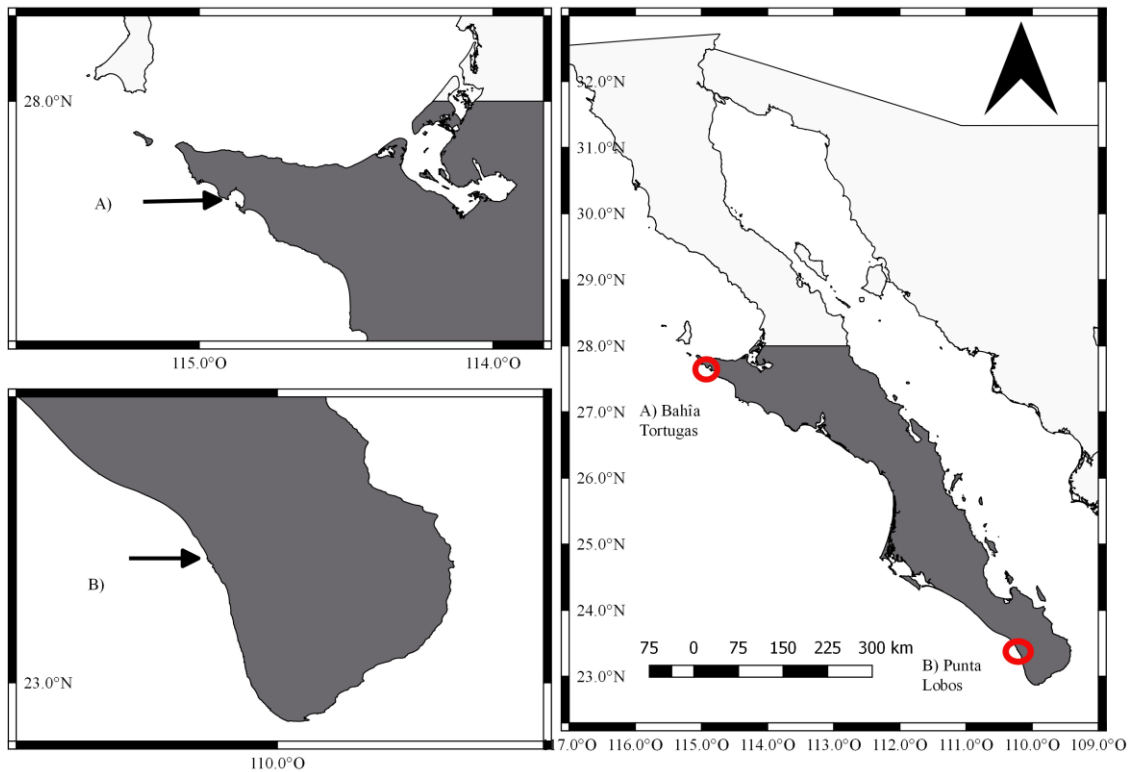 28.0°N
A)
115.0°O 114.0°O
B)
23.0°N
110.0°O
32.0°N
31.0°N
30.0°N
29.0°N
28.0°N
27.0°N
A) Bahîa
Tortugas
26.0°N
25.0°N
24.0°N
75 0 75 150 225 300 km
23.0°N
B) Punta
Lobos
17.0°O 116.0°O 115.0°O 114.0°O 113.0°O 112.0°O 111.0°O 110.0°O 109.0°O